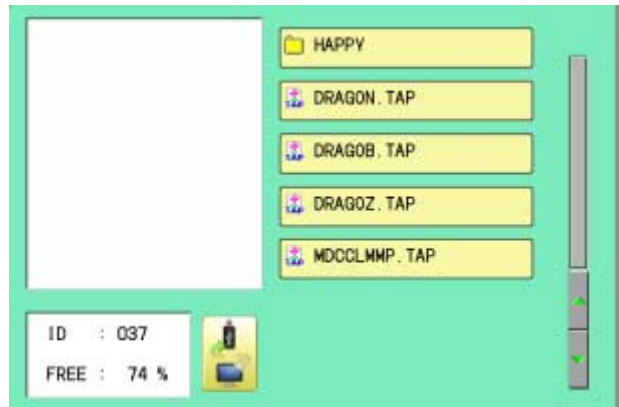 HAPPY
DRAGON.TAP
DRAGOB.TAP
DRAGOZ.TAP
MDCCLMMP.TAP
ID : 037
FREE : 74 %